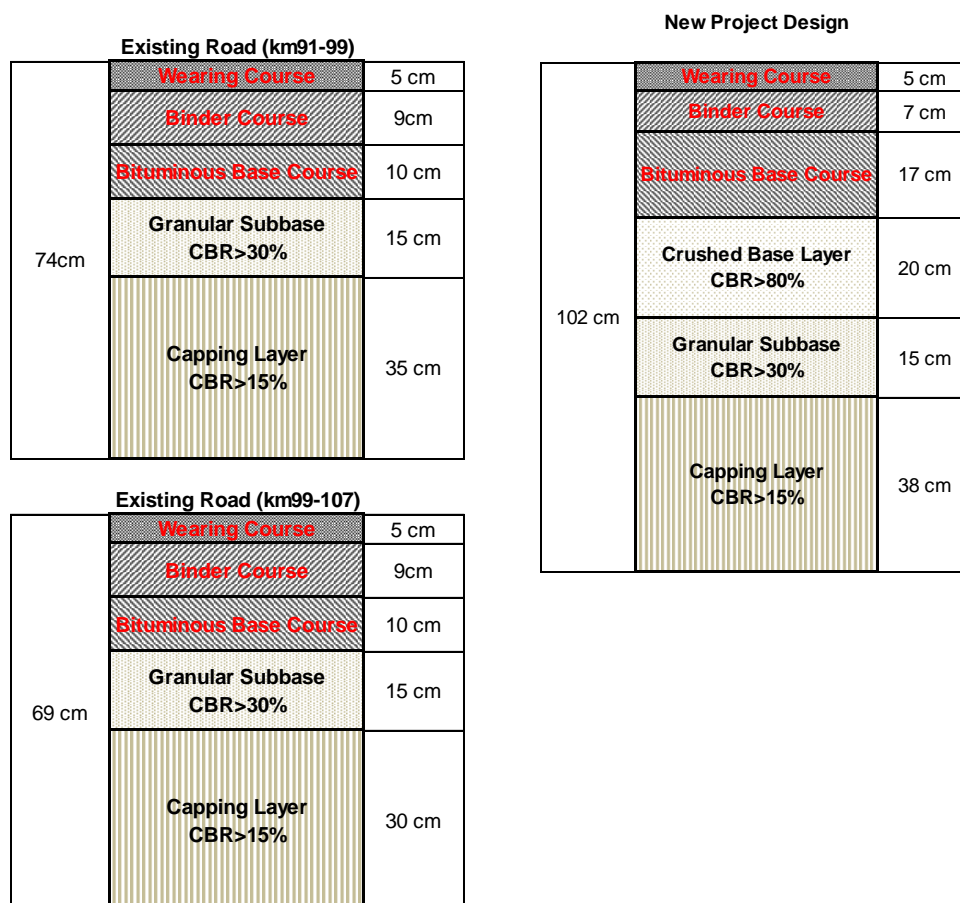 New Project Design
Existing Road (km91-99)
Wearing Course 5 cm
Binder Course 9cm
Bituminous Base Course 10 cm
Granular Subbase
CBR>30%
15 cm
74cm
Capping Layer
CBR>15%
35 cm
Wearing Course 5 cm
Binder Course 7 cm
Bituminous Base Course 17 cm
Crushed Base Layer
CBR>80%
20 cm
102 cm
Granular Subbase
CBR>30%
15 cm
Capping Layer
CBR>15%
38 cm
Existing Road (km99-107)
Wearing Course 5 cm
Binder Course 9cm
Bituminous Base Course 10 cm
Granular Subbase
CBR>30%
15 cm
69 cm
Capping Layer
CBR>15%
30 cm